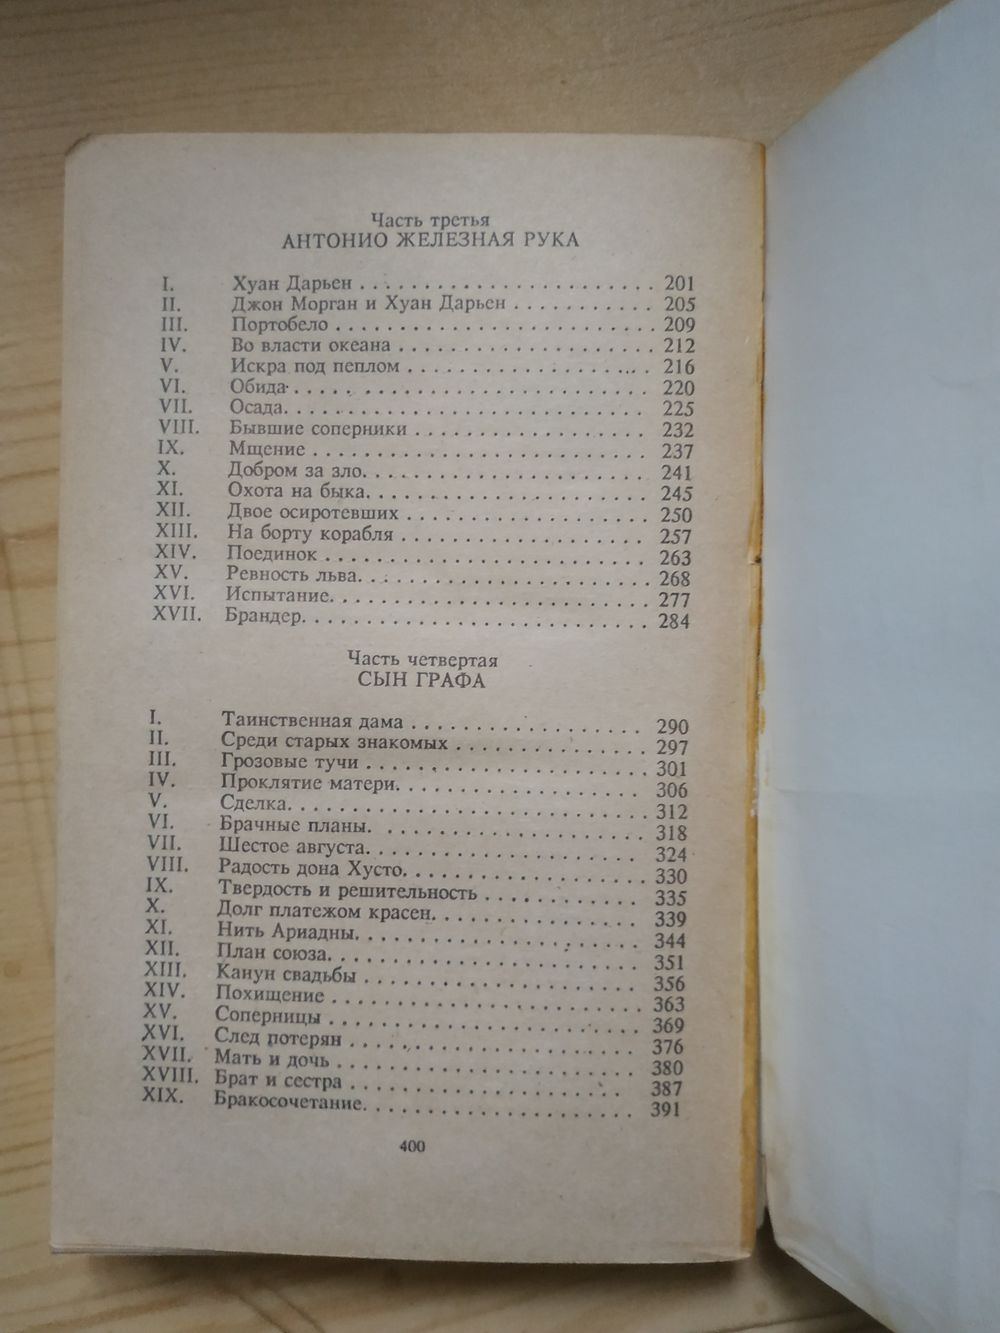 Часть третья
АНТОНИО ЖЕЛЕЗНАЯ РУКА
I. Хуан Дарьен . . . . . . . . . . . . . . . . . . . . . . . 201
II. Джон Морган и Хуан Дарьен . . . . . . . . . . . 205
III. Портобело . . . . . . . . . . . . . . . . . . . . . . . . . 209
IV. Во власти океана . . . . . . . . . . . . . . . . . . . . 212
V. Искра под пеплом . . . . . . . . . . . . . . . . . . . 216
VI. Обида . . . . . . . . . . . . . . . . . . . . . . . . . . . 220
VII. Осада. . . . . . . . . . . . . . . . . . . . . . . . . . . . 225
VIII. Бывшие соперники . . . . . . . . . . . . . . . . . . 232
IX. Мщение . . . . . . . . . . . . . . . . . . . . . . . . . . 237
X. Добром за зло. . . . . . . . . . . . . . . . . . . . . . 241
XI. Охота на быка. . . . . . . . . . . . . . . . . . . . . . 245
XII. Двое осиротевших . . . . . . . . . . . . . . . . . . . 250
XIII. На борту корабля . . . . . . . . . . . . . . . . . . . 257
XIV. Поединок . . . . . . . . . . . . . . . . . . . . . . . . . 263
XV. Ревность льва. . . . . . . . . . . . . . . . . . . . . . . 268
XVI. Испытание. . . . . . . . . . . . . . . . . . . . . . . . . 277
XVII. Брандер. . . . . . . . . . . . . . . . . . . . . . . . . . . 284
Часть четвертая
СЫН ГРАФА
I. Таинственная дама . . . . . . . . . . . . . . . . . . 290
II. Среди старых знакомых . . . . . . . . . . . . . . . 297
III. Грозовые тучи . . . . . . . . . . . . . . . . . . . . . . 301
IV. Проклятие матери. . . . . . . . . . . . . . . . . . . 306
V. Сделка. . . . . . . . . . . . . . . . . . . . . . . . . . . . 312
VI. Брачные планы. . . . . . . . . . . . . . . . . . . . . 318
VII. Шестое августа. . . . . . . . . . . . . . . . . . . . . . 324
VIII. Радость дона Хусто. . . . . . . . . . . . . . . . . . . 330
IX. Твердость и решительность . . . . . . . . . . . . 335
X. Долг платежом красен. . . . . . . . . . . . . . . . 339
XI. Нить Ариадны. . . . . . . . . . . . . . . . . . . . . . 344
XII. План союза. . . . . . . . . . . . . . . . . . . . . . . . 351
XIII. Канун свадьбы . . . . . . . . . . . . . . . . . . . . . 356
XIV. Похищение . . . . . . . . . . . . . . . . . . . . . . . . 363
XV. Соперницы . . . . . . . . . . . . . . . . . . . . . . . . 369
XVI. След потерян . . . . . . . . . . . . . . . . . . . . . . 376
XVII. Мать и дочь . . . . . . . . . . . . . . . . . . . . . . . 380
XVIII. Брат и сестра . . . . . . . . . . . . . . . . . . . . . 387
XIX. Бракосочетание. . . . . . . . . . . . . . . . . . . . . 391
400